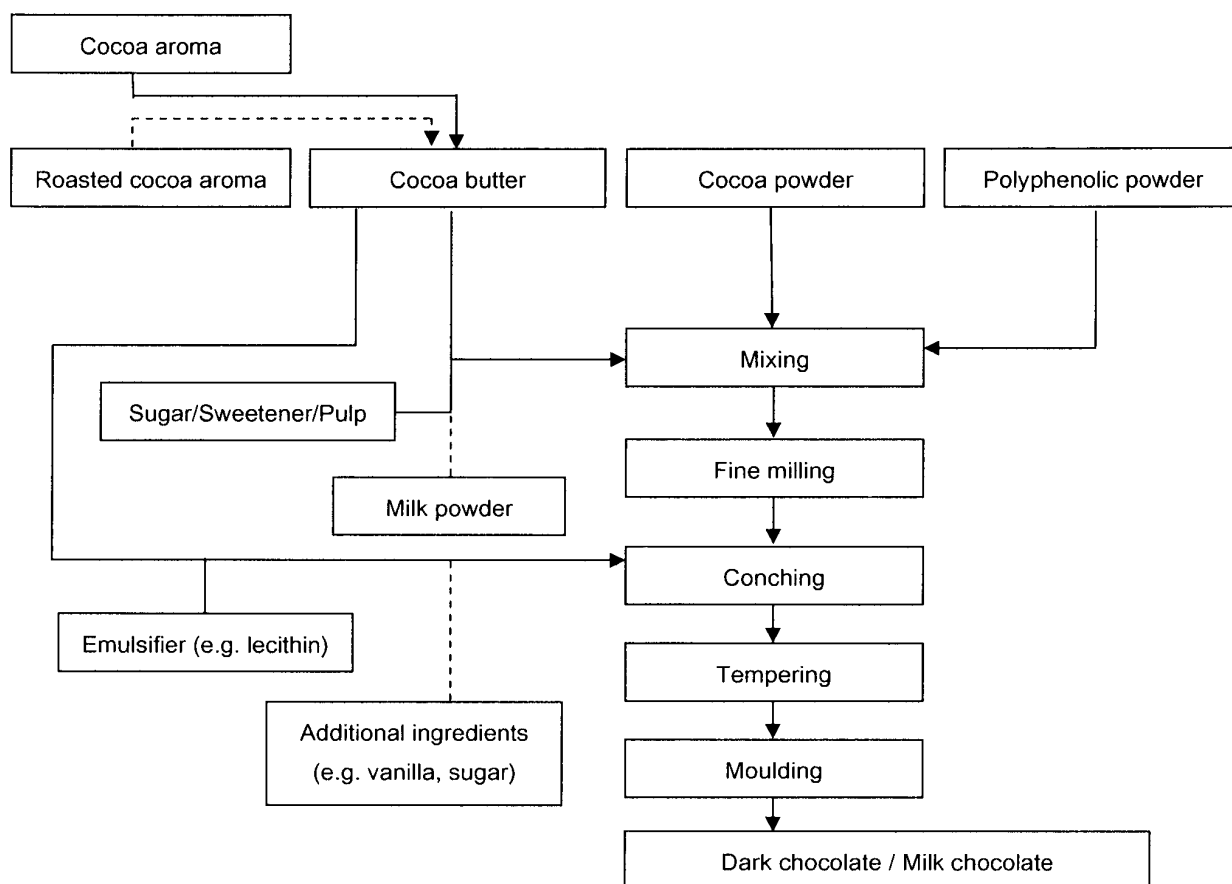 Cocoa aroma
Roasted cocoa aroma
Cocoa butter
Cocoa powder
Polyphenolic powder
Mixing
Sugar/Sweetener/Pulp
Fine milling
Milk powder
Conching
Emulsifier (e.g. lecithin)
Tempering
Additional ingredients
(e.g. vanilla, sugar)
Moulding
Dark chocolate / Milk chocolate